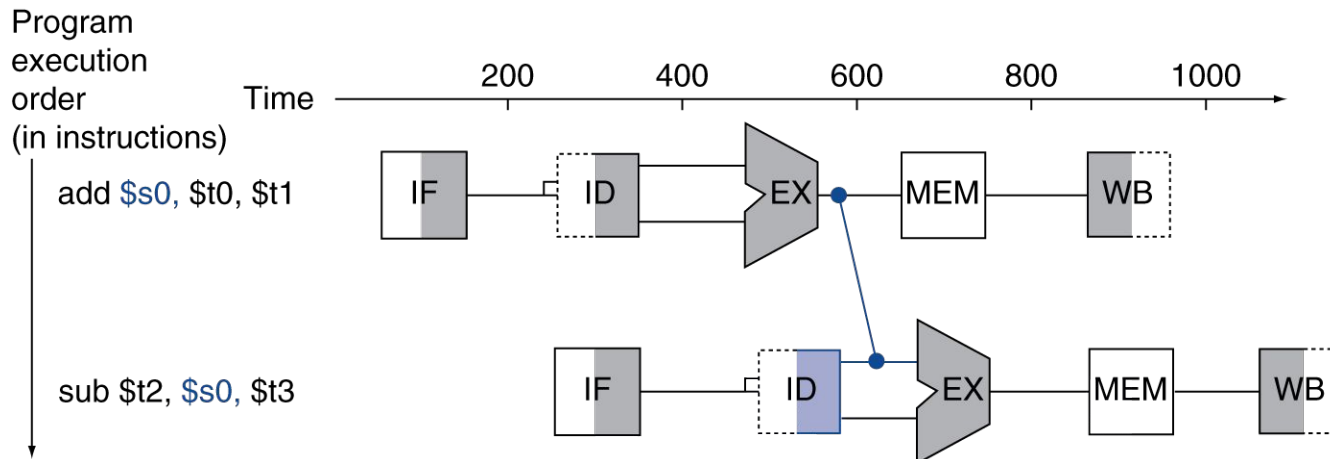 Program
execution
order
(in instructions)
Time
200 400 600 800 1000
add $s0, $t0, $t1
IF ID EX MEM WB
sub $t2, $s0, $t3
IF ID EX MEM WB